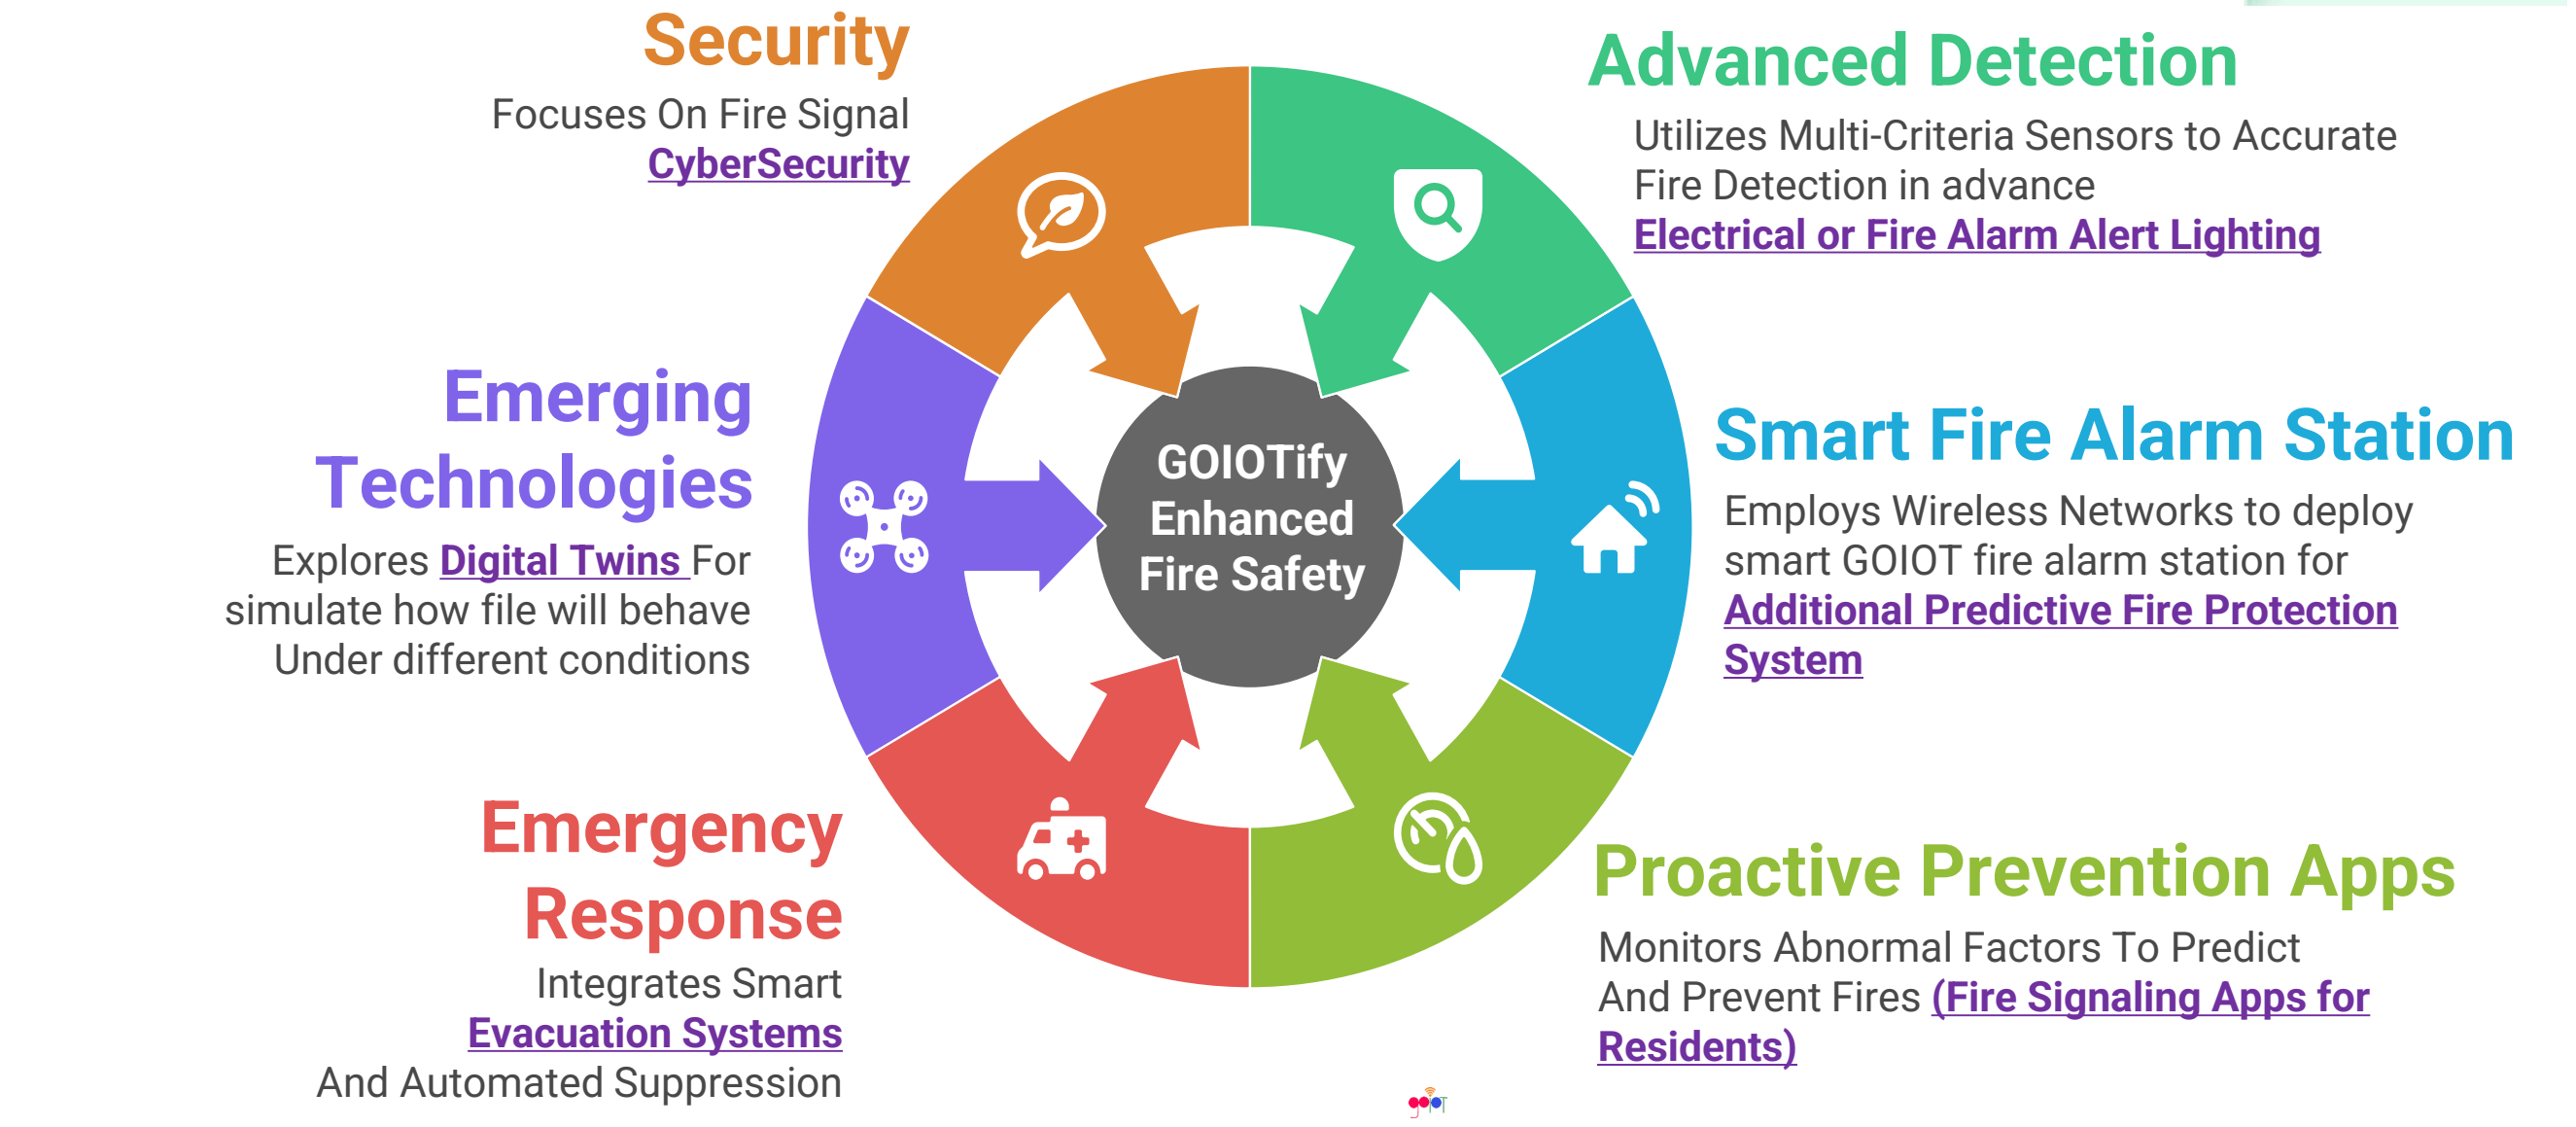 Security
Focuses On Fire Signal
CyberSecurity
Advanced Detection
Utilizes Multi-Criteria Sensors to Accurate
Fire Detection in advance
Electrical or Fire Alarm Alert Lighting
Emerging
Technologies
Explores Digital Twins For
simulate how file will behave
Under different conditions
GOIOTify
Enhanced
Fire Safety
Smart Fire Alarm Station
Employs Wireless Networks to deploy
smart GOIOT fire alarm station for
Additional Predictive Fire Protection
System
Emergency
Response
Integrates Smart
Evacuation Systems
And Automated Suppression
Proactive Prevention Apps
Monitors Abnormal Factors To Predict
And Prevent Fires (Fire Signaling Apps for
Residents)
goiOT